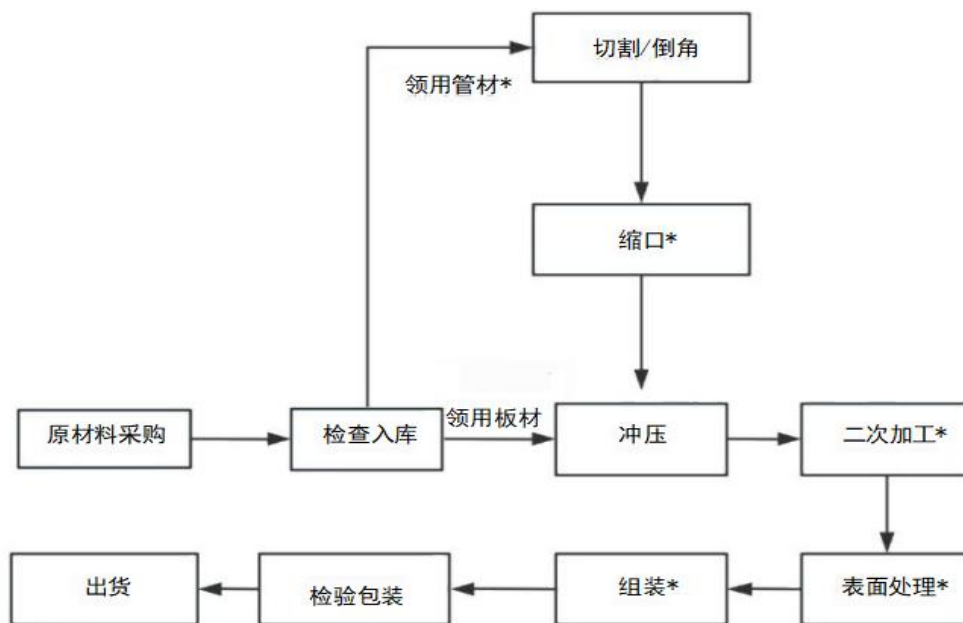 切割/倒角
领用管材*
缩口*
原材料采购
检查入库
领用板材
冲压
二次加工*
出货
检验包装
组装*
表面处理*